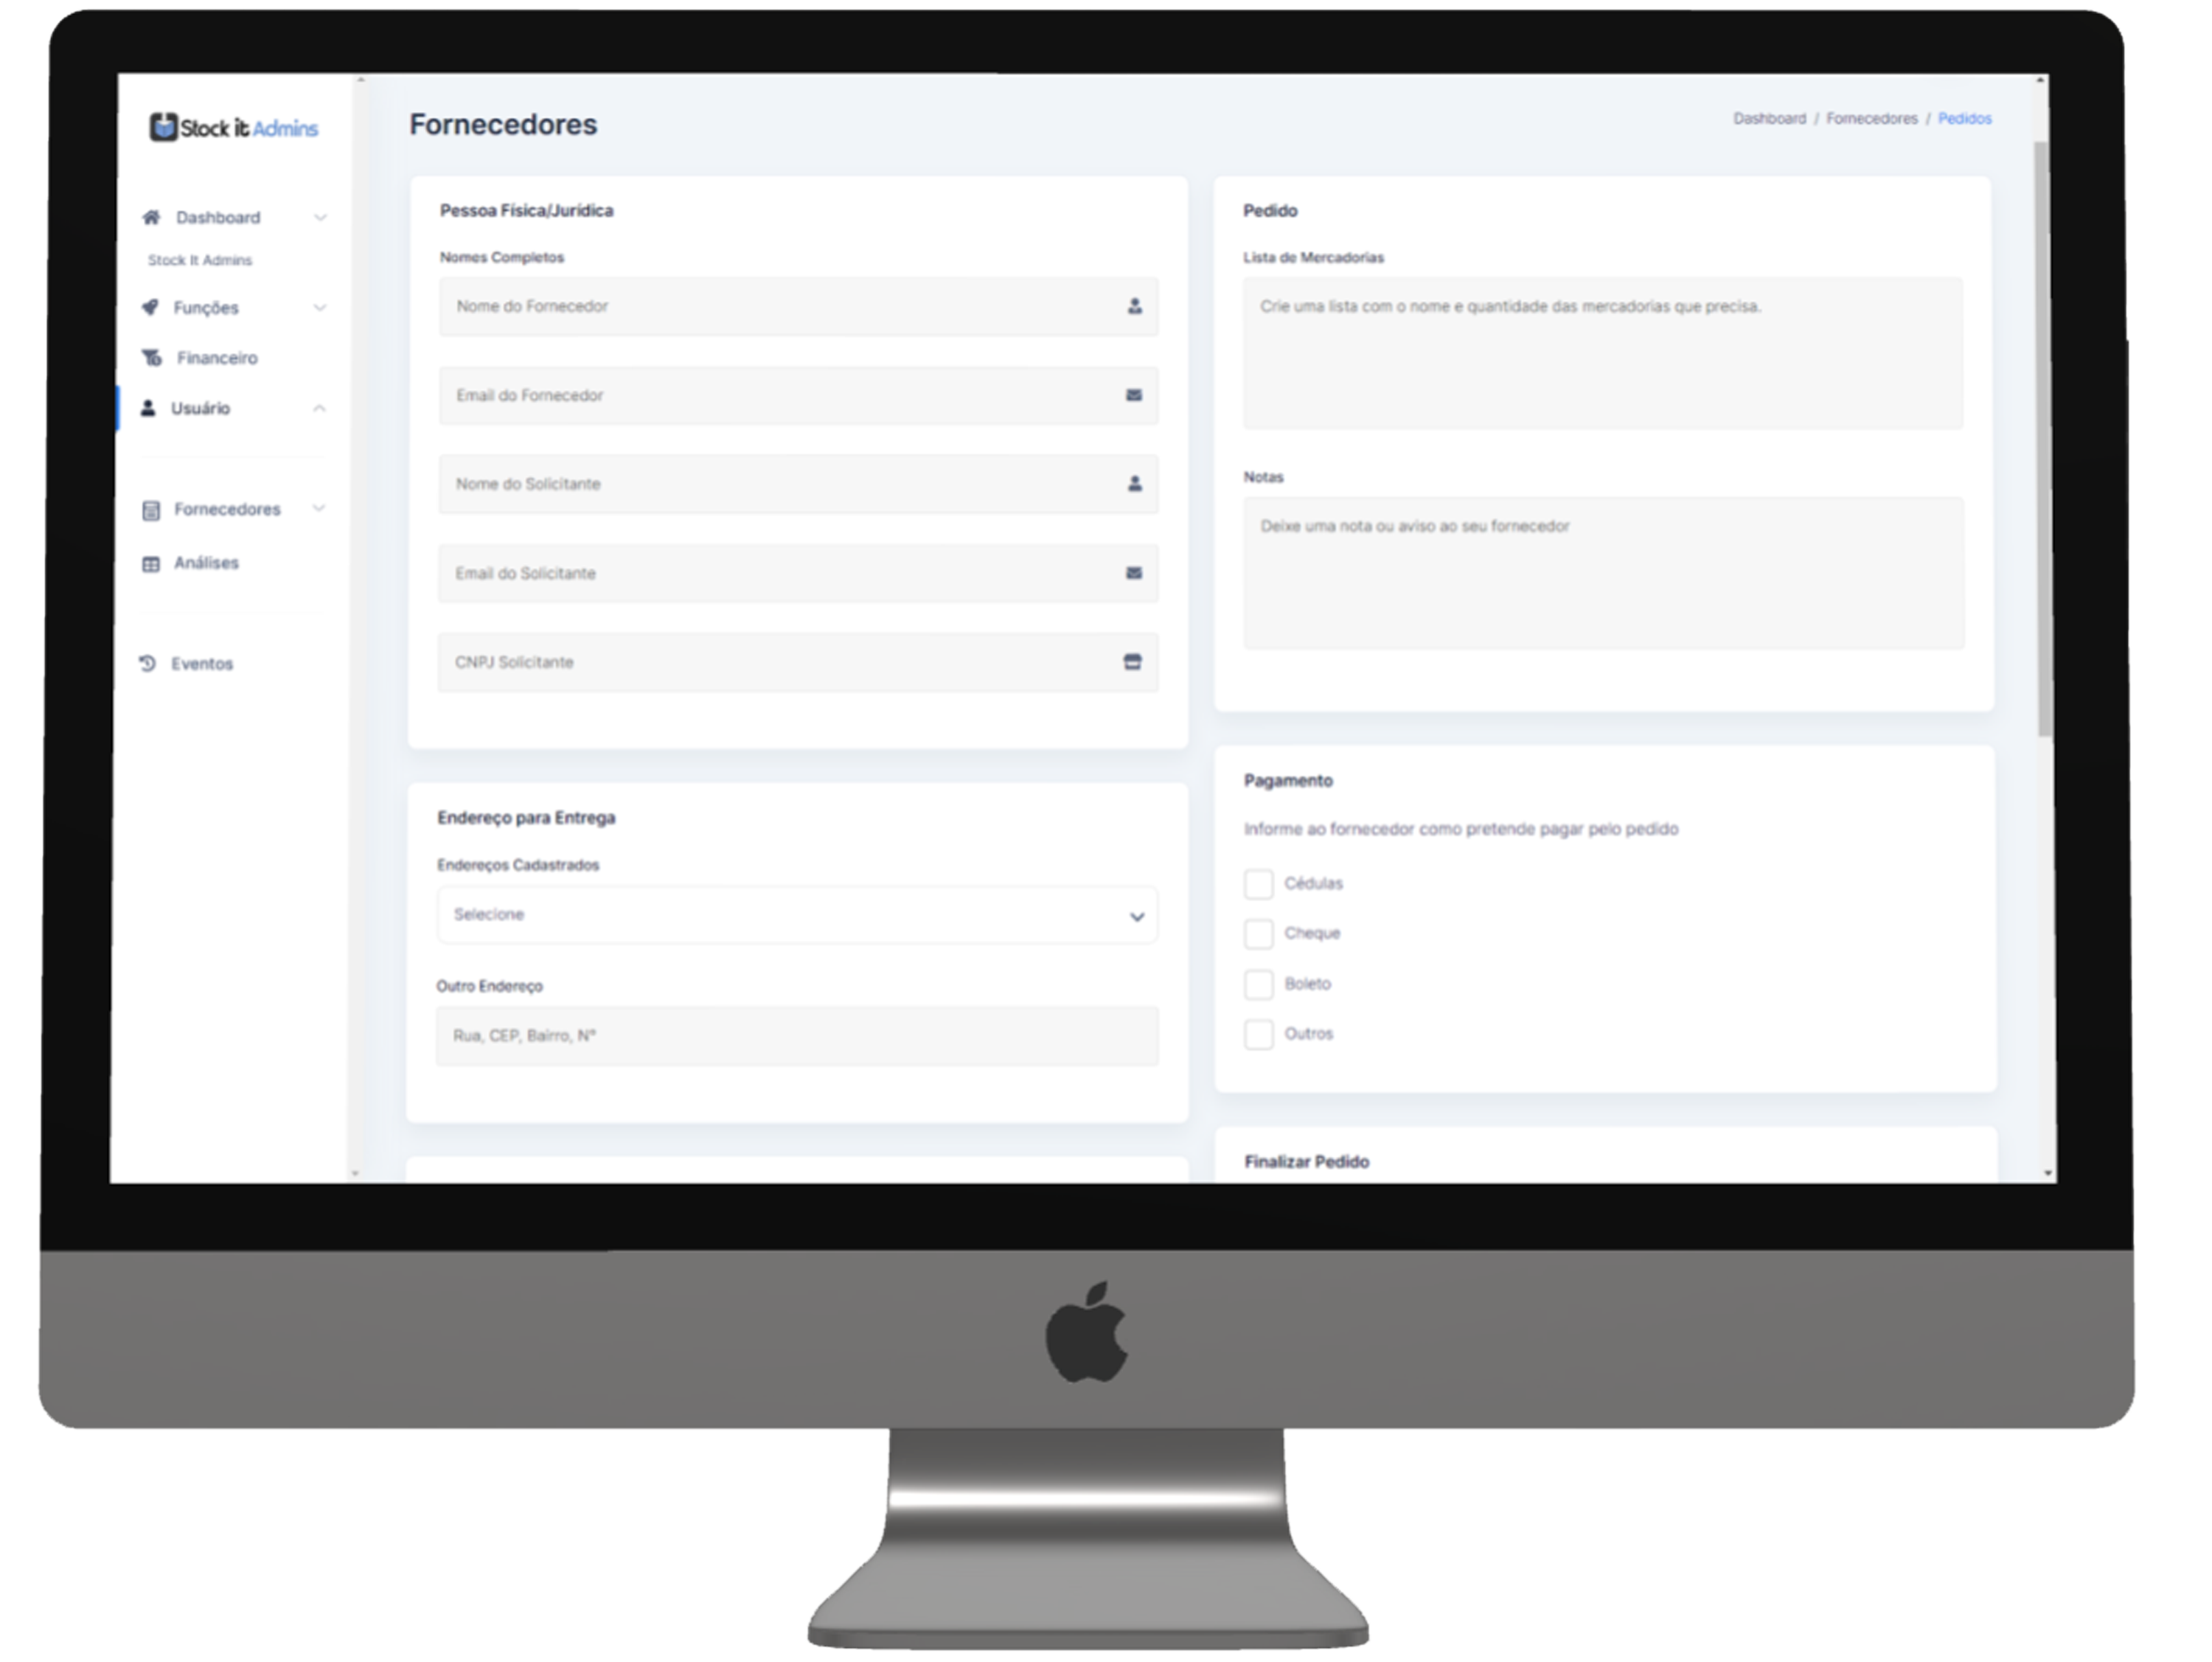 Stock it Admins
Dashboard
Stock It Admins
Funções
Financeiro
Usuário
Fornecedores
Análises
Eventos
Fornecedores
Dashboard / Fornecedores / Pedidos
Pessoa Física/Jurídica
Nomes Completos
Nome do Fornecedor
Email do Fornecedor
Nome do Solicitante
Email do Solicitante
CNPJ Solicitante
Endereço para Entrega
Endereços Cadastrados
Selecione
Outro Endereço
Rua, CEP, Bairro, N°
Pedido
Lista de Mercadorias
Crie uma lista com o nome e quantidade das mercadorias que precisa.
Notas
Deixe uma nota ou aviso ao seu fornecedor
Pagamento
Informe ao fornecedor como pretende pagar pelo pedido
Cédulas
Cheque
Boleto
Outros
Finalizar Pedido